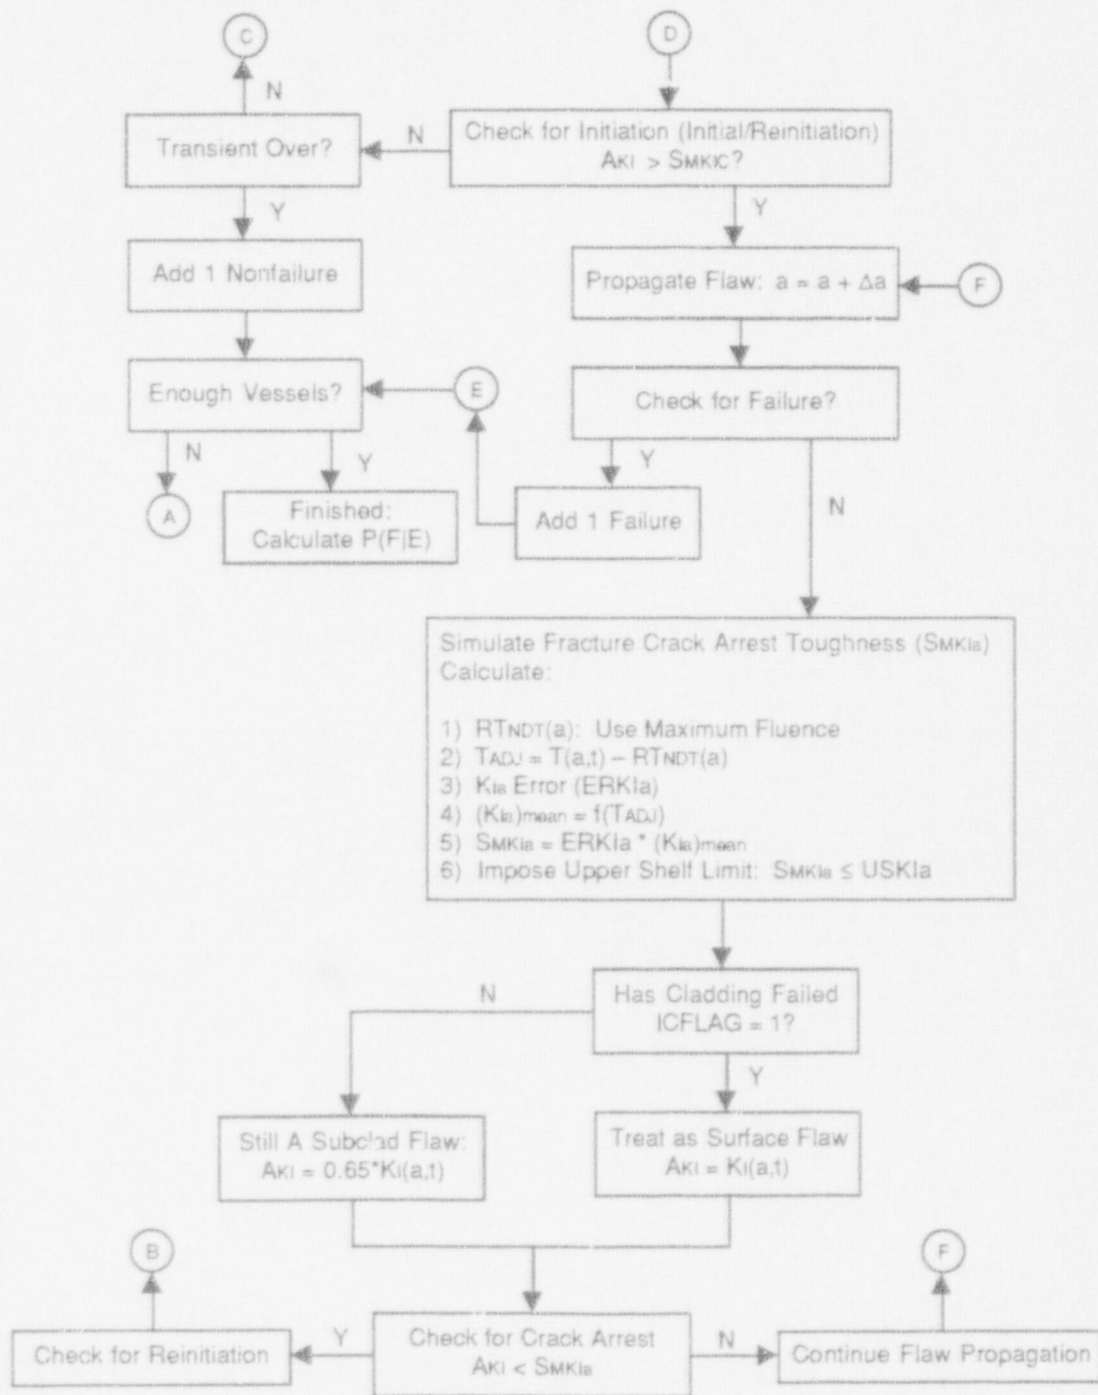 C
D
N
Transient Over?
N
Check for Initiation (Initial/Reinitiation)
AKI > SMKIC?
Y
Y
Add 1 Nonfailure
Propagate Flaw: a = a + Δa
F
Enough Vessels?
E
Check for Failure?
N
Y
Y
N
A
Finished:
Calculate P(F|E)
Add 1 Failure
Simulate Fracture Crack Arrest Toughness (SMKIa)
Calculate:
1) RTNDT(a): Use Maximum Fluence
2) TADJ = T(a,t) – RTNDT(a)
3) KIa Error (ERKIa)
4) (KIa)mean = f(TADJ)
5) SMKIa = ERKIa * (KIa)mean
6) Impose Upper Shelf Limit: SMKIa ≤ USKIa
N
Has Cladding Failed
ICFLAG = 1?
Y
Still A Subclad Flaw:
AKI = 0.65*KI(a,t)
Treat as Surface Flaw
AKI = KI(a,t)
B
F
Check for Reinitiation
Y
Check for Crack Arrest
AKI < SMKIa
N
Continue Flaw Propagation